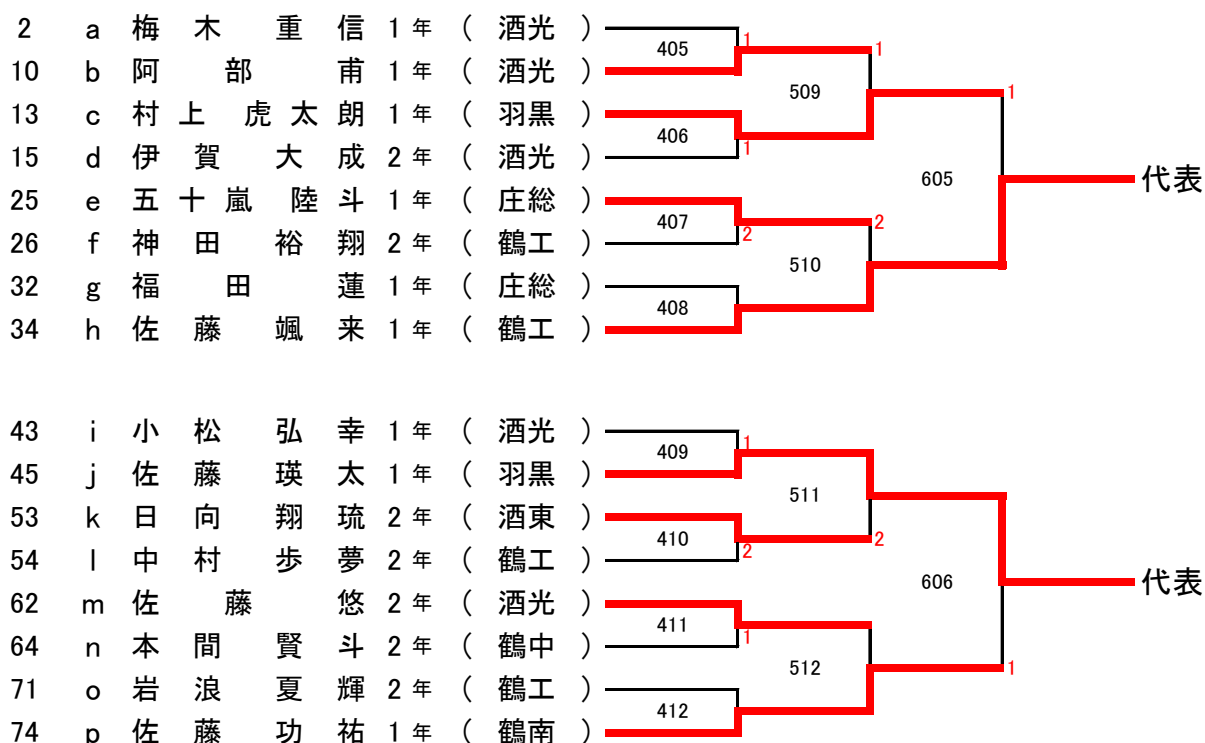 2 a 梅木 重信 1年 ( 酒光 )
10 b 阿部 甫 1年 ( 酒光 )
13 c 村上 虎太朗 1年 ( 羽黒 )
15 d 伊賀 大成 2年 ( 酒光 )
25 e 五十嵐 陸斗 1年 ( 庄総 )
26 f 神田 裕翔 2年 ( 鶴工 )
32 g 福田 蓮 1年 ( 庄総 )
34 h 佐藤 颯来 1年 ( 鶴工 )
405 1
406 1
407 2
408
509 1
510 2
605 1
代表
43 i 小松 弘幸 1年 ( 酒光 )
45 j 佐藤 瑛太 1年 ( 羽黒 )
53 k 日向 翔琉 2年 ( 酒東 )
54 l 中村 歩夢 2年 ( 鶴工 )
62 m 佐藤 悠 2年 ( 酒光 )
64 n 本間 賢斗 2年 ( 鶴中 )
71 o 岩浪 夏輝 2年 ( 鶴工 )
74 p 佐藤 功祐 1年 ( 鶴南 )
409 1
410 2
411 1
412
511 2
512
606 1
代表